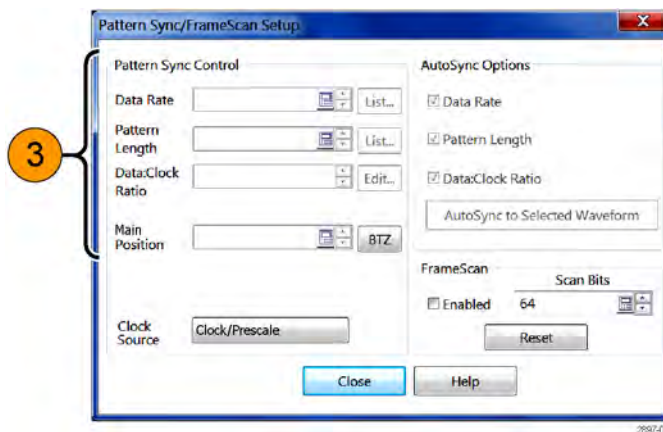 Pattern Sync/FrameScan Setup
3
Pattern Sync Control
Data Rate
List...
Pattern
Length
List...
Data:Clock
Ratio
Edit...
Main
Position
BTZ
Clock
Source
Clock/Prescale
AutoSync Options
Data Rate
Pattern Length
Data:Clock Ratio
AutoSync to Selected Waveform
FrameScan
Scan Bits
Enabled
64
Reset
Close
Help